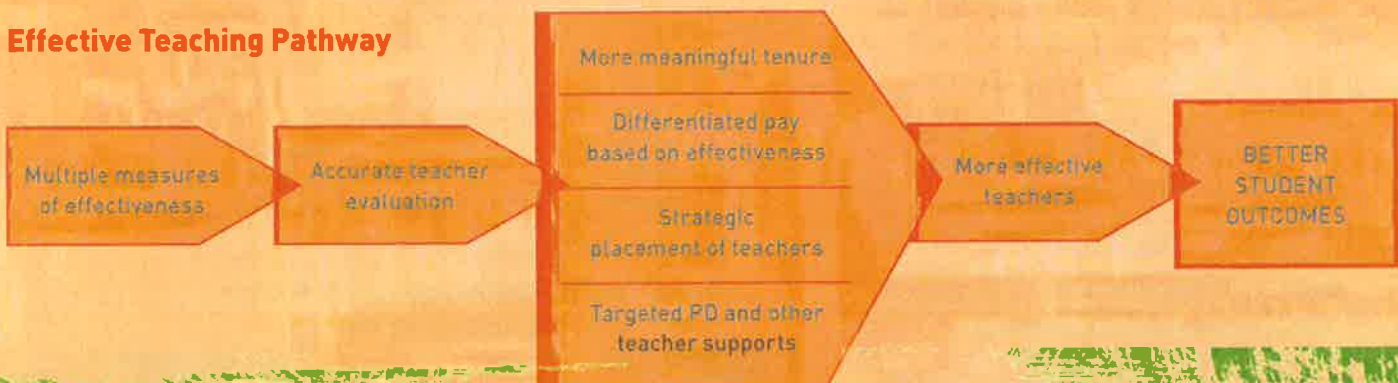 Effective Teaching Pathway
Multiple measures
of effectiveness
Accurate teacher
evaluation
More meaningful tenure
Differentiated pay
based on effectiveness
Strategic
placement of teachers
Targeted PD and other
teacher supports
More effective
teachers
BETTER
STUDENT
OUTCOMES